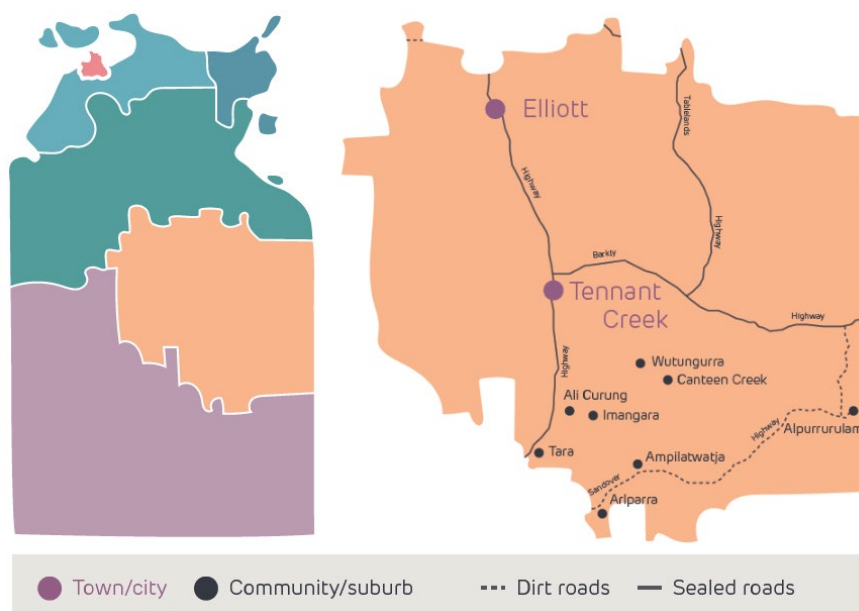 Elliott
Tablelands
Highway
Highway
Barkly
Tennant
Creek
Highway
Highway
Wutungurra
Canteen Creek
Ali Curung
Imangara
Alpurrurulam
Highway
Tara
Ampilatwatja
Sandover
Arlparra
Town/city
Community/suburb
Dirt roads
Sealed roads